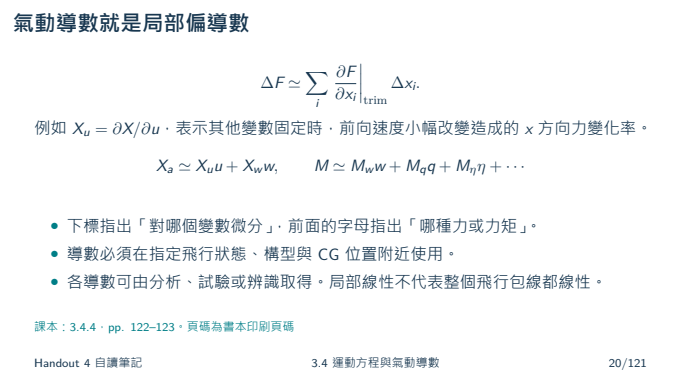 氣動導數就是局部偏導數
ΔF ≃ ∑_i ∂F/∂x_i |_trim Δx_i.
例如 X_u = ∂X/∂u，表示其他變數固定時，前向速度小幅改變造成的 x 方向力變化率。
X_a ≃ X_u u + X_w w,　　M ≃ M_w w + M_q q + M_η η + ⋯
• 下標指出「對哪個變數微分」，前面的字母指出「哪種力或力矩」。
• 導數必須在指定飛行狀態、構型與 CG 位置附近使用。
• 各導數可由分析、試驗或辨識取得。局部線性不代表整個飛行包線都線性。
課本：3.4.4，pp. 122–123。頁碼為書本印刷頁碼
Handout 4 自讀筆記　　3.4 運動方程與氣動導數　　20/121